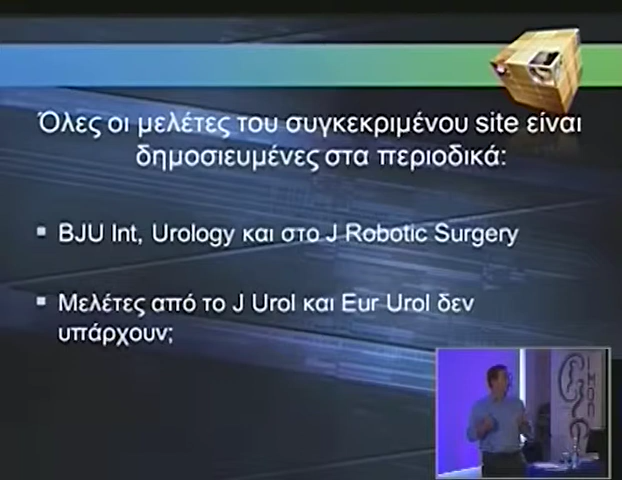 Όλες οι μελέτες του συγκεκριμένου site είναι
δημοσιευμένες στα περιοδικά:
BJU Int, Urology και στο J Robotic Surgery
Μελέτες από το J Urol και Eur Urol δεν
υπάρχουν;